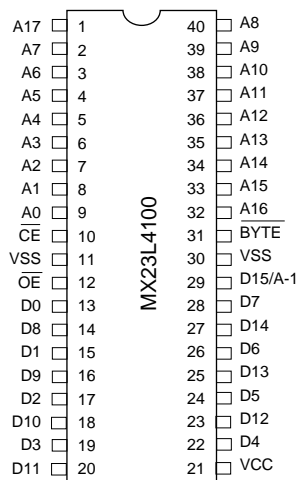 A17 1 40 A8
A7 2 39 A9
A6 3 38 A10
A5 4 37 A11
A4 5 36 A12
A3 6 35 A13
A2 7 34 A14
A1 8 33 A15
A0 9 32 A16
CE 10 31 BYTE
VSS 11 30 VSS
OE 12 29 D15/A-1
D0 13 28 D7
D8 14 27 D14
D1 15 26 D6
D9 16 25 D13
D2 17 24 D5
D10 18 23 D12
D3 19 22 D4
D11 20 21 VCC
MX23L4100